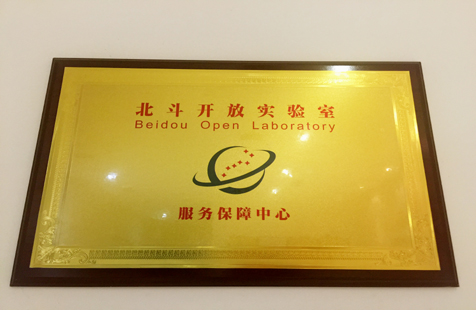 北斗开放实验室
Beidou Open Laboratory
服务保障中心